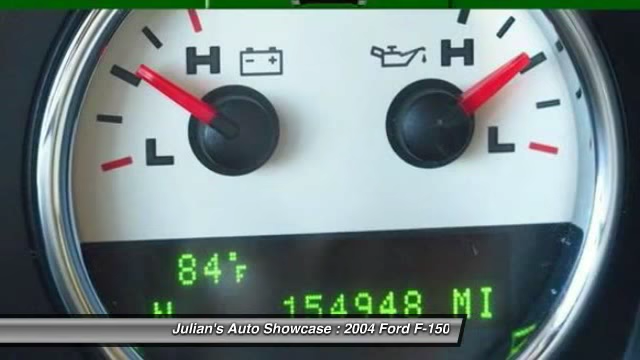 H H
L L
84°F
N 154948 MI
Julian's Auto Showcase : 2004 Ford F-150